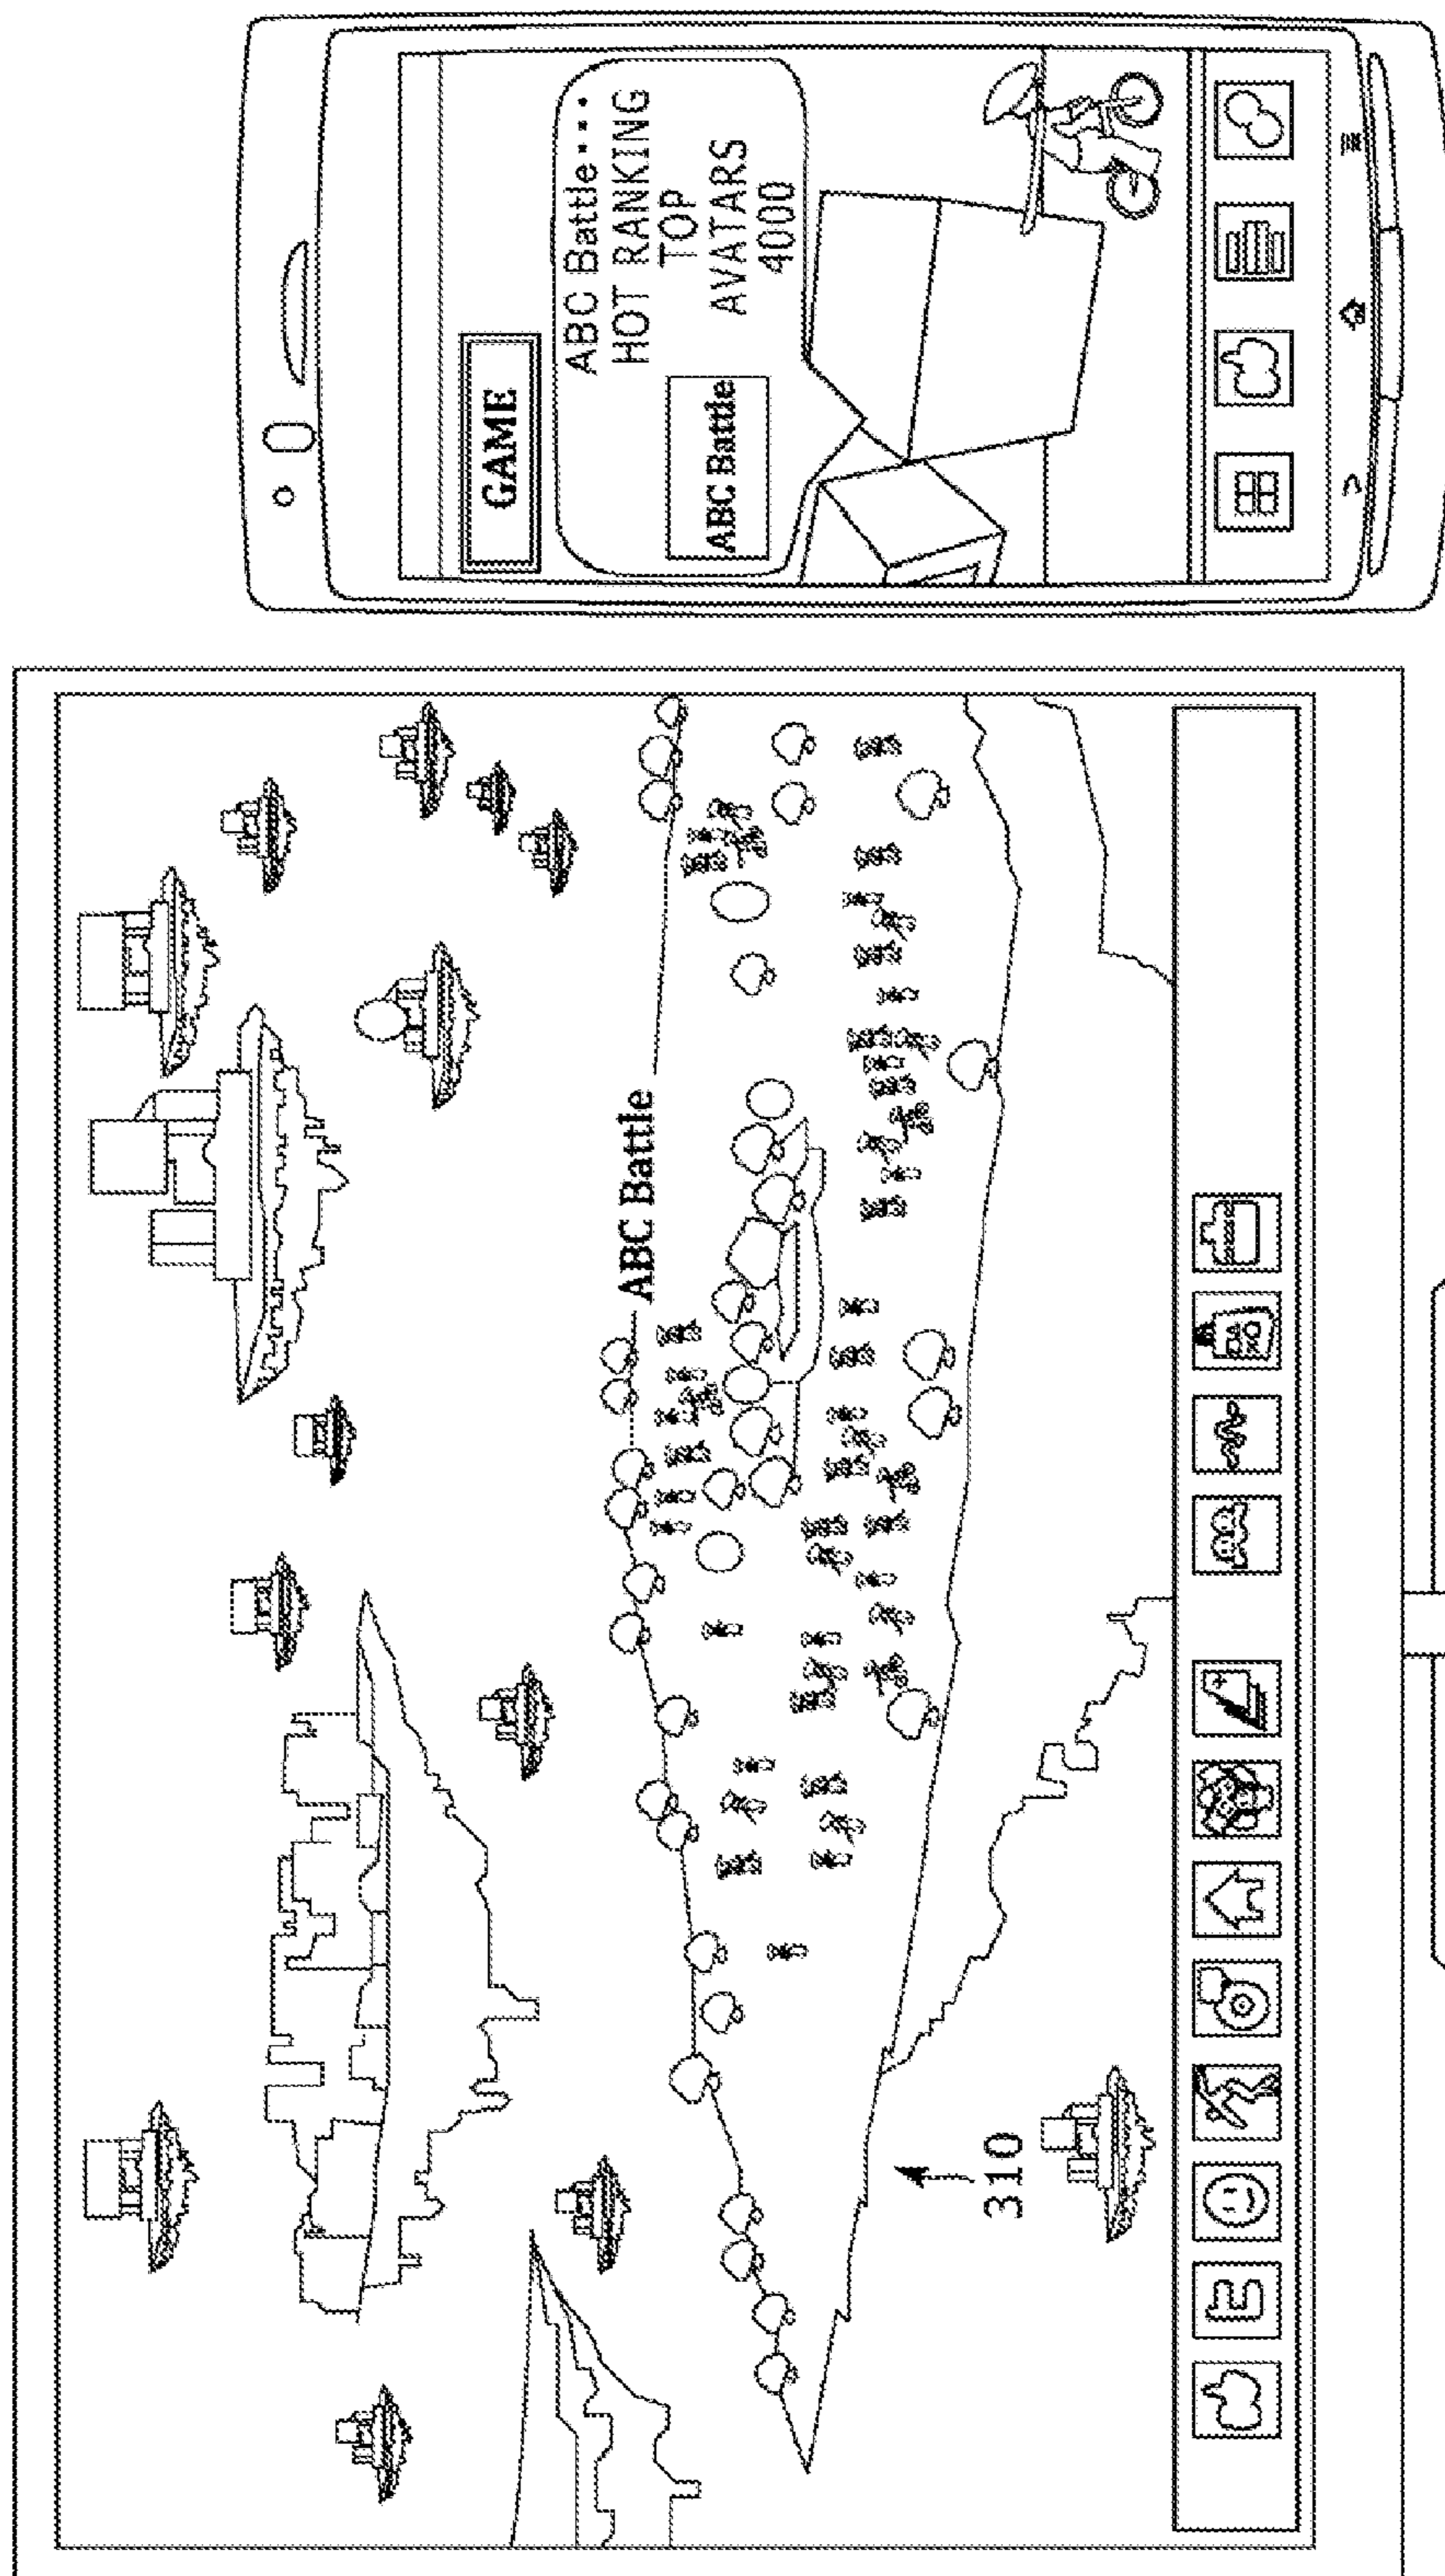 ABC Battle
310
GAME
ABC Battle••••
HOT RANKING
TOP
AVATARS
4000
ABC Battle